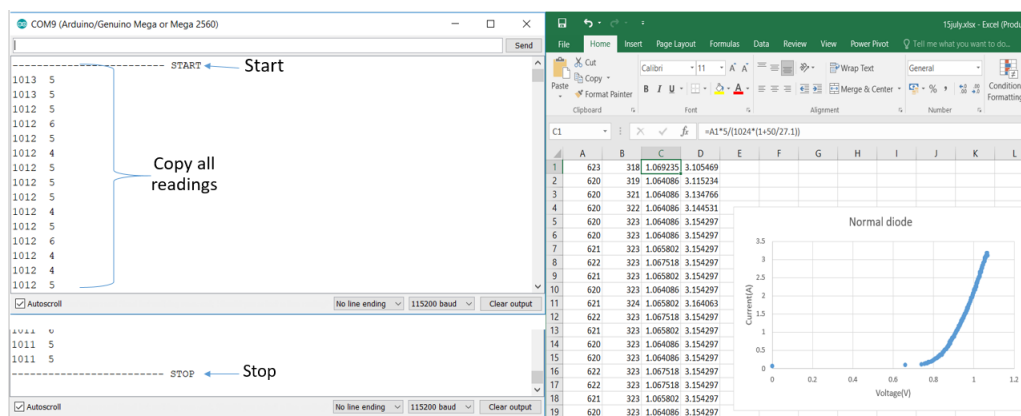 COM9 (Arduino/Genuino Mega or Mega 2560)
Send
START
Start
1013 5
1013 5
1012 5
1012 6
1012 5
1012 4
1012 5
1012 5
1012 5
1012 4
1012 5
1012 6
1012 4
1012 4
1012 5
Copy all
readings
Autoscroll
No line ending
115200 baud
Clear output
1011 6
1011 5
1011 5
STOP
Stop
Autoscroll
No line ending
115200 baud
Clear output
15july.xlsx - Excel (Produ
File Home Insert Page Layout Formulas Data Review View Power Pivot Tell me what you want to do...
Cut
Copy
Format Painter
Paste
Calibri 11
B I U
Wrap Text
Merge & Center
General
Condition
Formatting
Clipboard Font Alignment Number
C1 fx =A1*5/(1024*(1+50/27.1))
A B C D E F G H I J K L
1 623 318 1.069235 3.105469
2 620 319 1.064086 3.115234
3 620 321 1.064086 3.134766
4 620 322 1.064086 3.144531
5 620 323 1.064086 3.154297
6 620 323 1.064086 3.154297
7 621 323 1.065802 3.154297
8 622 323 1.067518 3.154297
9 621 323 1.065802 3.154297
10 620 323 1.064086 3.154297
11 621 324 1.065802 3.164063
12 622 323 1.067518 3.154297
13 621 323 1.065802 3.154297
14 620 323 1.064086 3.154297
15 620 323 1.064086 3.154297
16 622 323 1.067518 3.154297
17 622 323 1.067518 3.154297
18 621 323 1.065802 3.154297
19 620 323 1.064086 3.154297
Normal diode
Current(A)
3.5
3
2.5
2
1.5
1
0.5
0
0 0.2 0.4 0.6 0.8 1 1.2
Voltage(V)